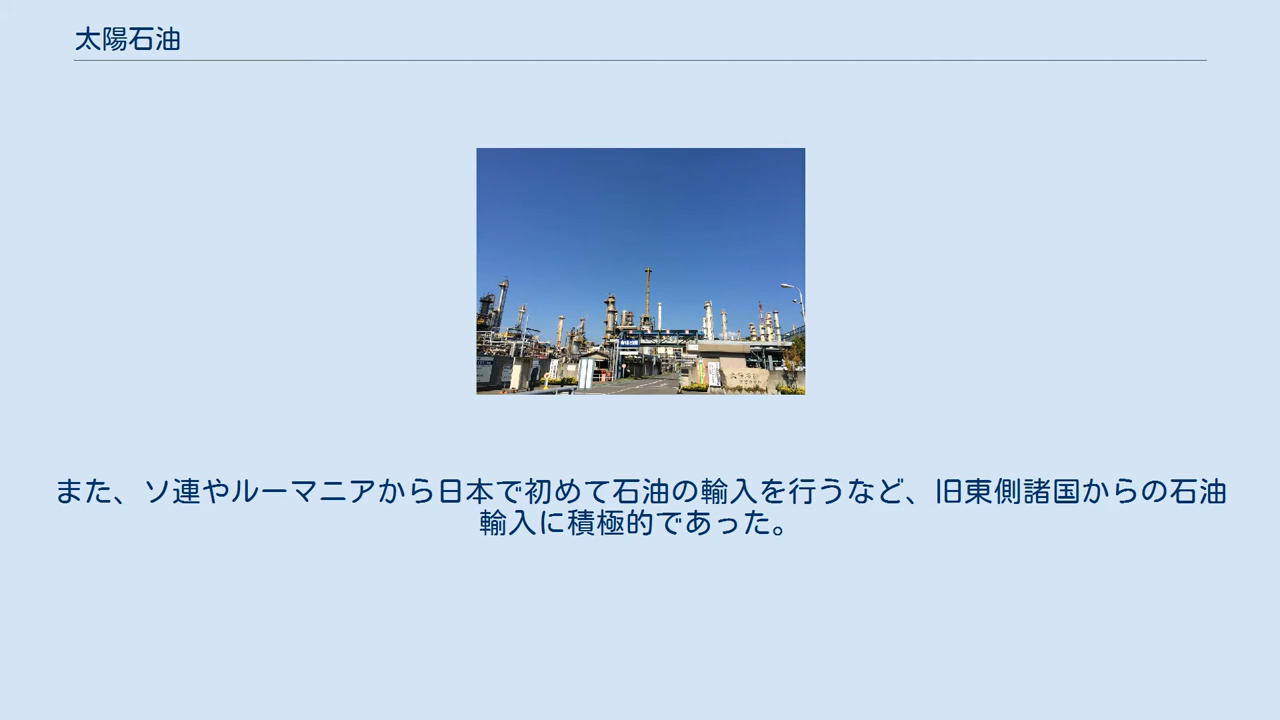 太陽石油
また、ソ連やルーマニアから日本で初めて石油の輸入を行うなど、旧東側諸国からの石油
輸入に積極的であった。